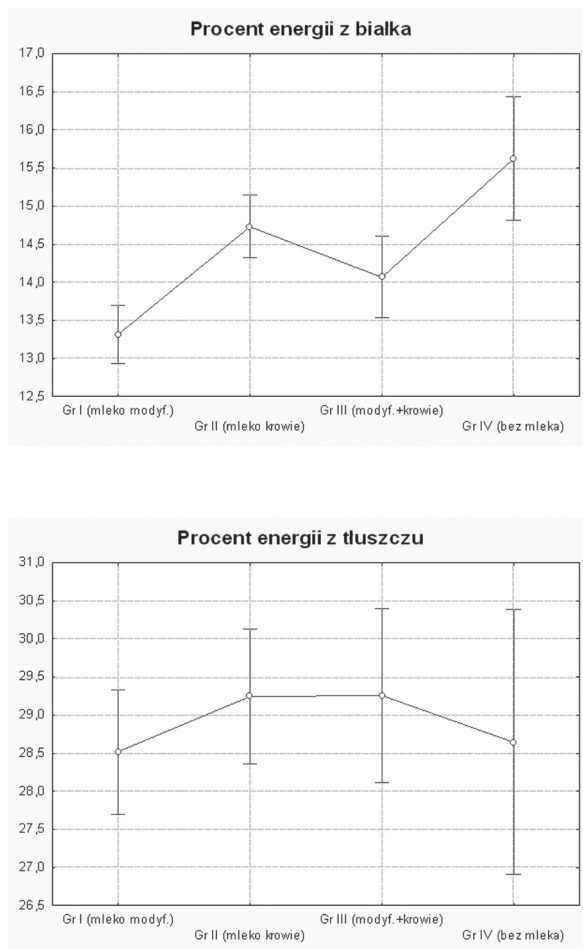 Procent energii z białka
17,0
16,5
16,0
15,5
15,0
14,5
14,0
13,5
13,0
12,5
Gr I (mleko modyf.)
Gr II (mleko krowie)
Gr III (modyf.+krowie)
Gr IV (bez mleka)
Procent energii z tłuszczu
31,0
30,5
30,0
29,5
29,0
28,5
28,0
27,5
27,0
26,5
Gr I (mleko modyf.)
Gr II (mleko krowie)
Gr III (modyf.+krowie)
Gr IV (bez mleka)